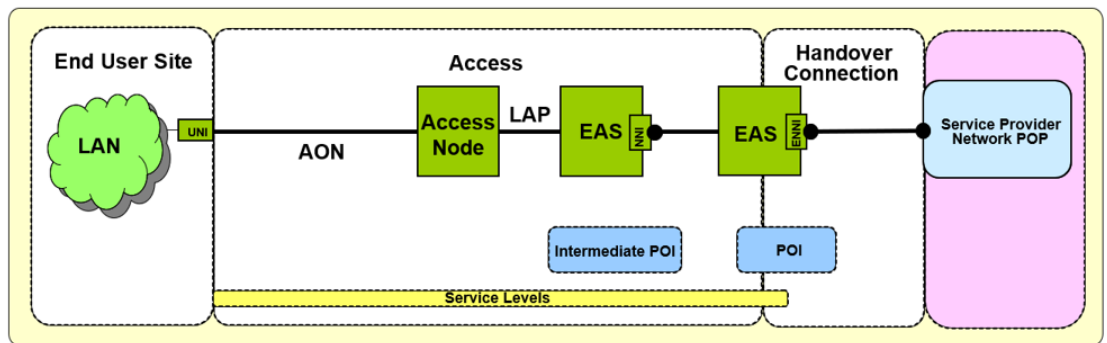 End User Site
Access
Handover
Connection
LAN
UNI
AON
Access
Node
LAP
EAS
NNI
EAS
ENNI
Service Provider
Network POP
Intermediate POI
POI
Service Levels